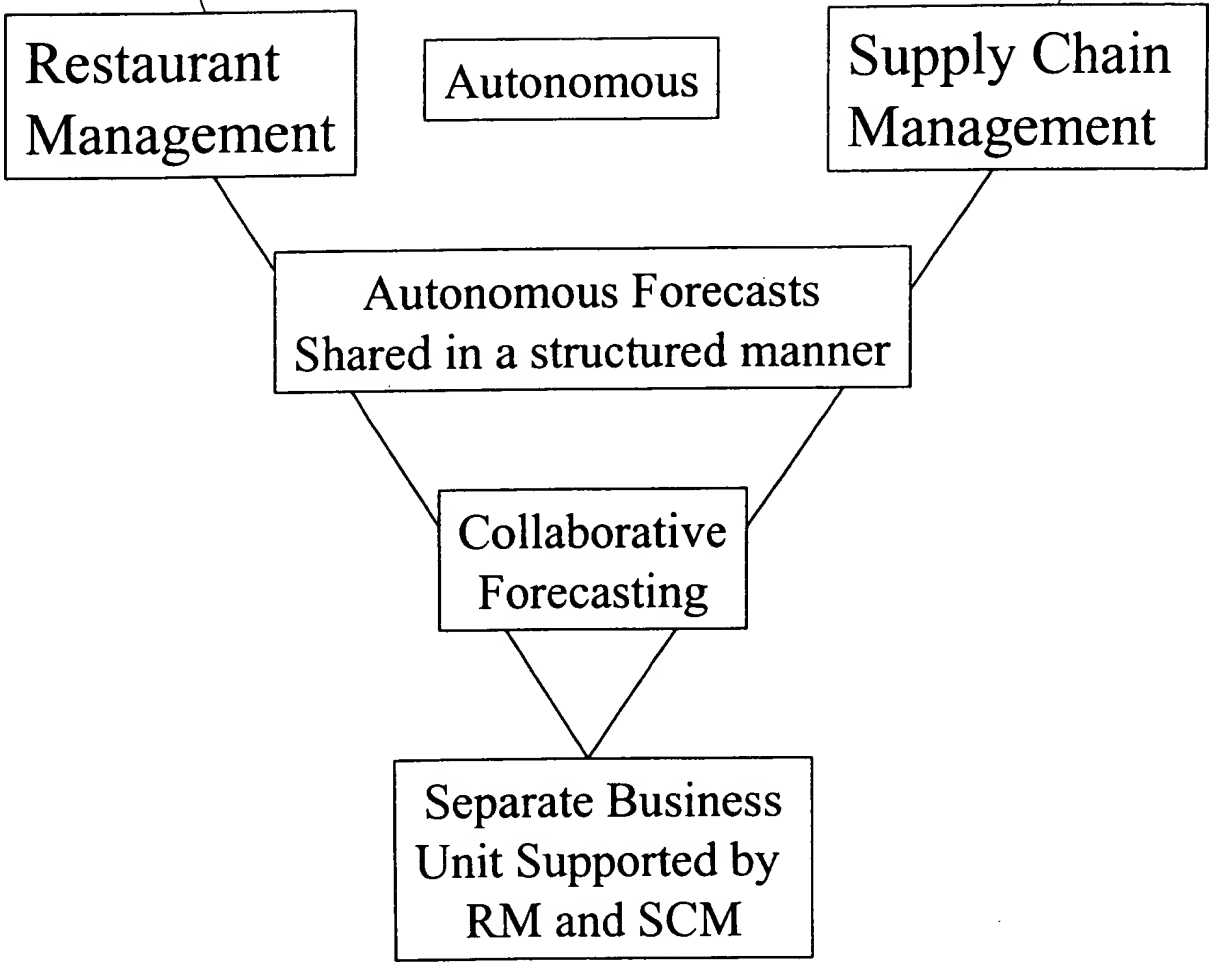 Restaurant
Management
Autonomous
Supply Chain
Management
Autonomous Forecasts
Shared in a structured manner
Collaborative
Forecasting
Separate Business
Unit Supported by
RM and SCM